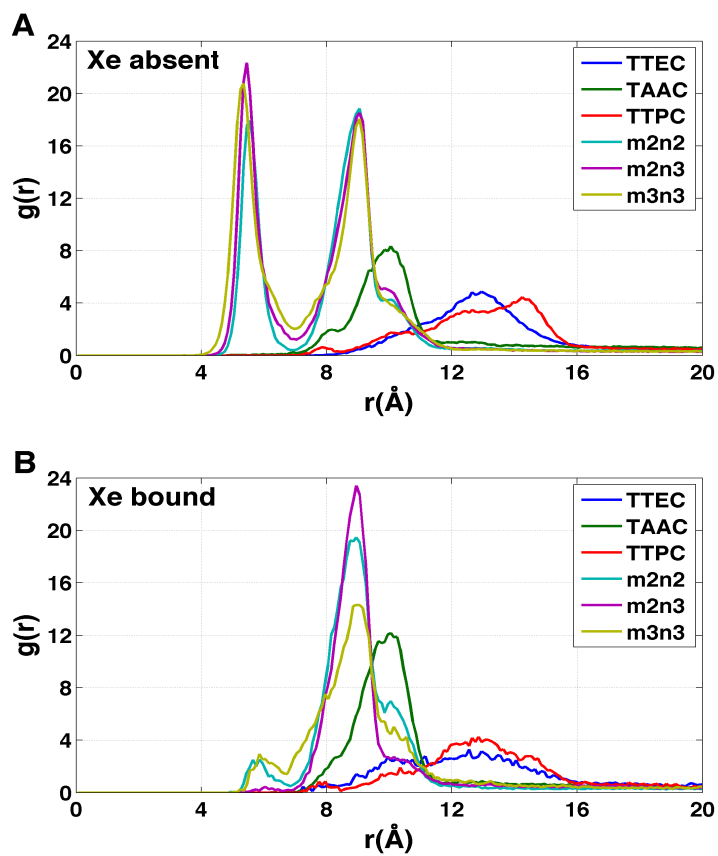 A
Xe absent
24
20
16
12
8
4
0
g(r)
TTEC
TAAC
TTPC
m2n2
m2n3
m3n3
0 4 8 12 16 20
r(Å)
B
Xe bound
24
20
16
12
8
4
0
g(r)
TTEC
TAAC
TTPC
m2n2
m2n3
m3n3
0 4 8 12 16 20
r(Å)